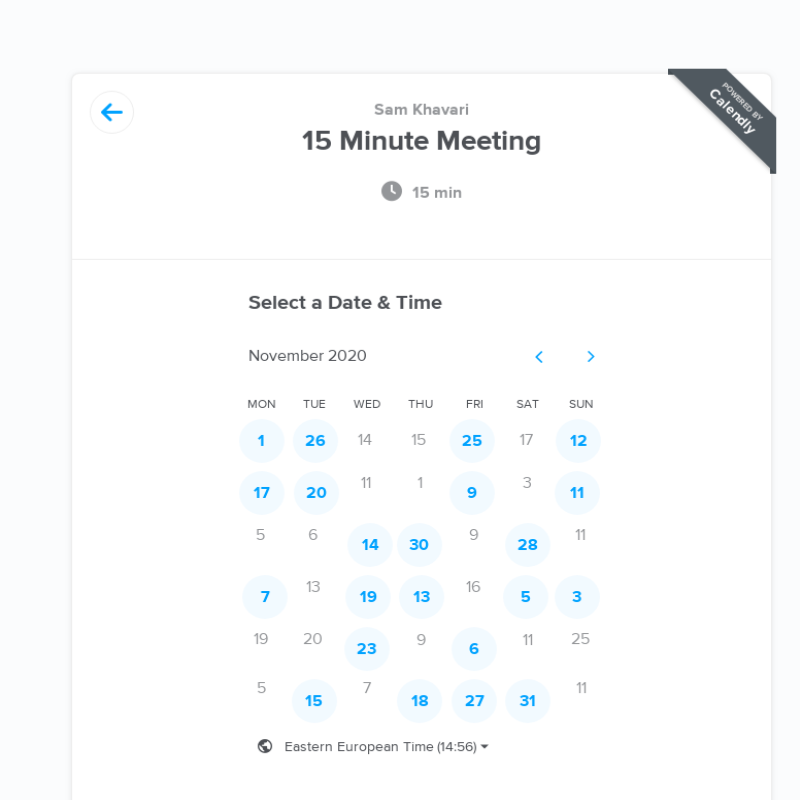 POWERED BY
Calendly
Sam Khavari
15 Minute Meeting
15 min
Select a Date & Time
November 2020
MON TUE WED THU FRI SAT SUN
1 26 14 15 25 17 12
17 20 11 1 9 3 11
5 6 14 30 9 28 11
7 13 19 13 16 5 3
19 20 23 9 6 11 25
5 15 7 18 27 31 11
Eastern European Time (14:56)